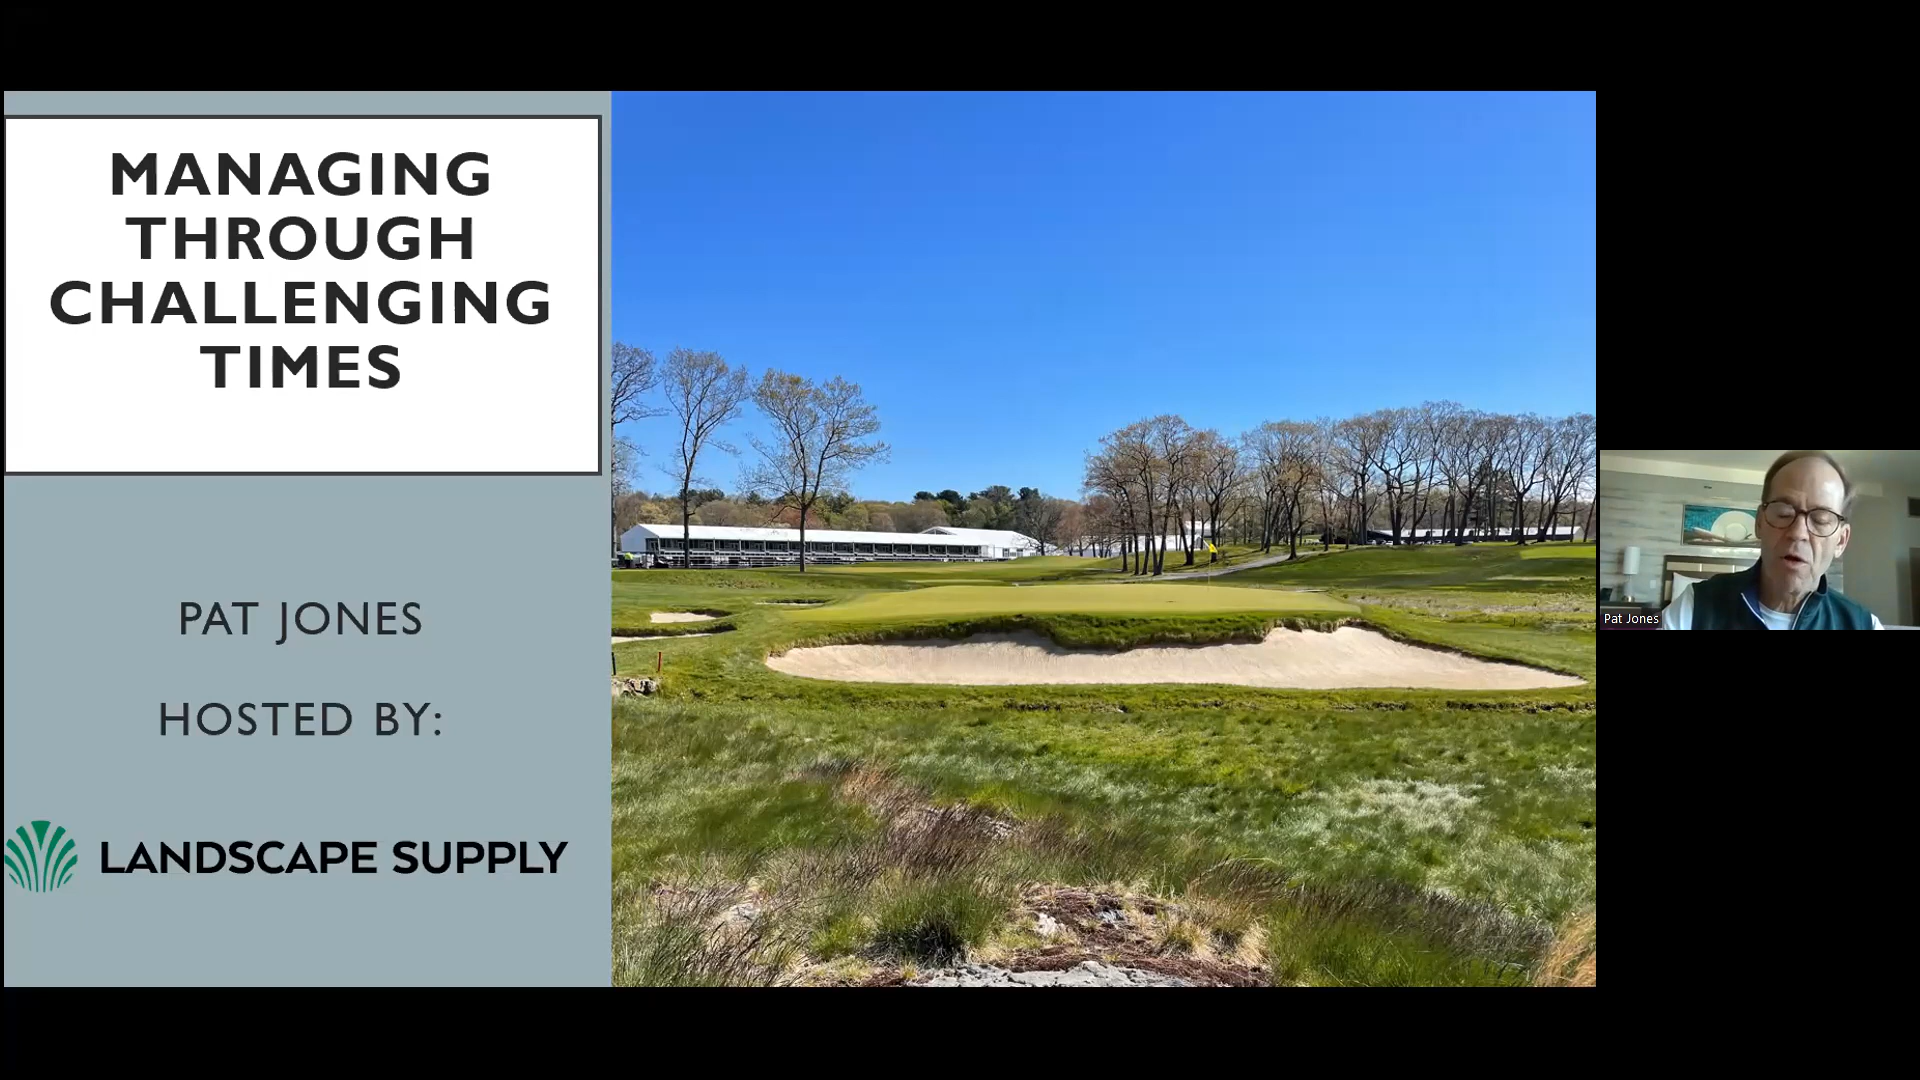 MANAGING
THROUGH
CHALLENGING
TIMES
PAT JONES
HOSTED BY:
LANDSCAPE SUPPLY
Pat Jones